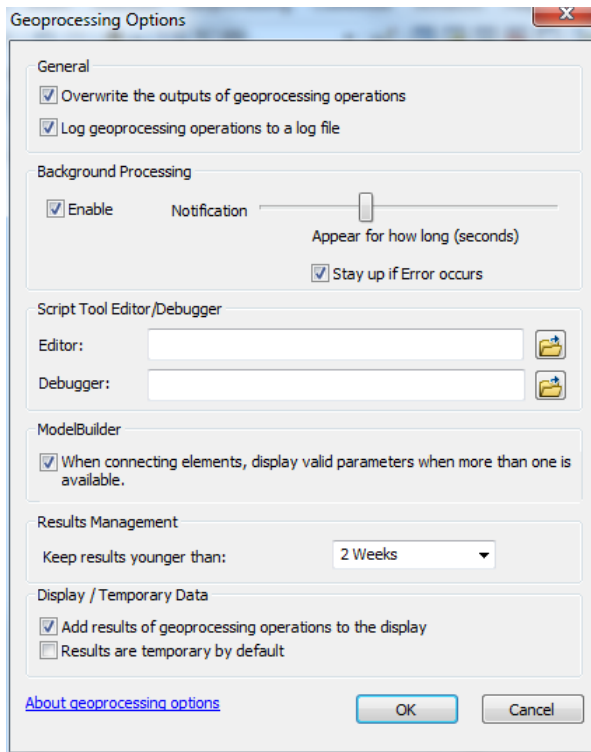 Geoprocessing Options
General
Overwrite the outputs of geoprocessing operations
Log geoprocessing operations to a log file
Background Processing
Enable
Notification
Appear for how long (seconds)
Stay up if Error occurs
Script Tool Editor/Debugger
Editor:
Debugger:
ModelBuilder
When connecting elements, display valid parameters when more than one is
available.
Results Management
Keep results younger than:
2 Weeks
Display / Temporary Data
Add results of geoprocessing operations to the display
Results are temporary by default
About geoprocessing options
OK
Cancel